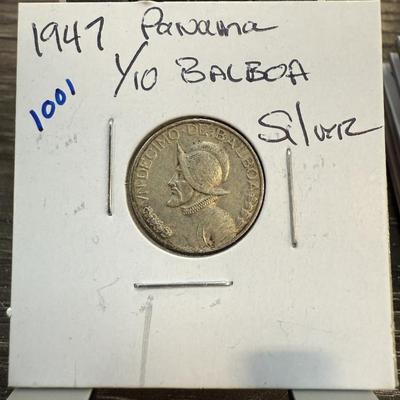 1947 Panama
1/10 BALBOA
1001
Silver
UN DECIMO DE BALBOA